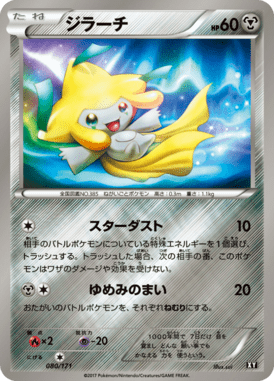 たね
ジラーチ
HP60
全国図鑑NO.385 ねがいごとポケモン 高さ:0.3m 重さ:1.1kg
スターダスト 10
相手のバトルポケモンについている特殊エネルギーを1個選び、
トラッシュする。トラッシュした場合、次の相手の番、このポケ
モンはワザのダメージや効果を受けない。
ゆめみのまい 20
おたがいのバトルポケモンを、それぞれねむりにする。
×2
-20
にげる
1000年間で 7日だけ 目を
覚まし どんな 願い事でも
かなえる 力を 使うという。
080/171
XY
©2017 Pokémon/Nintendo/Creatures/GAME FREAK.